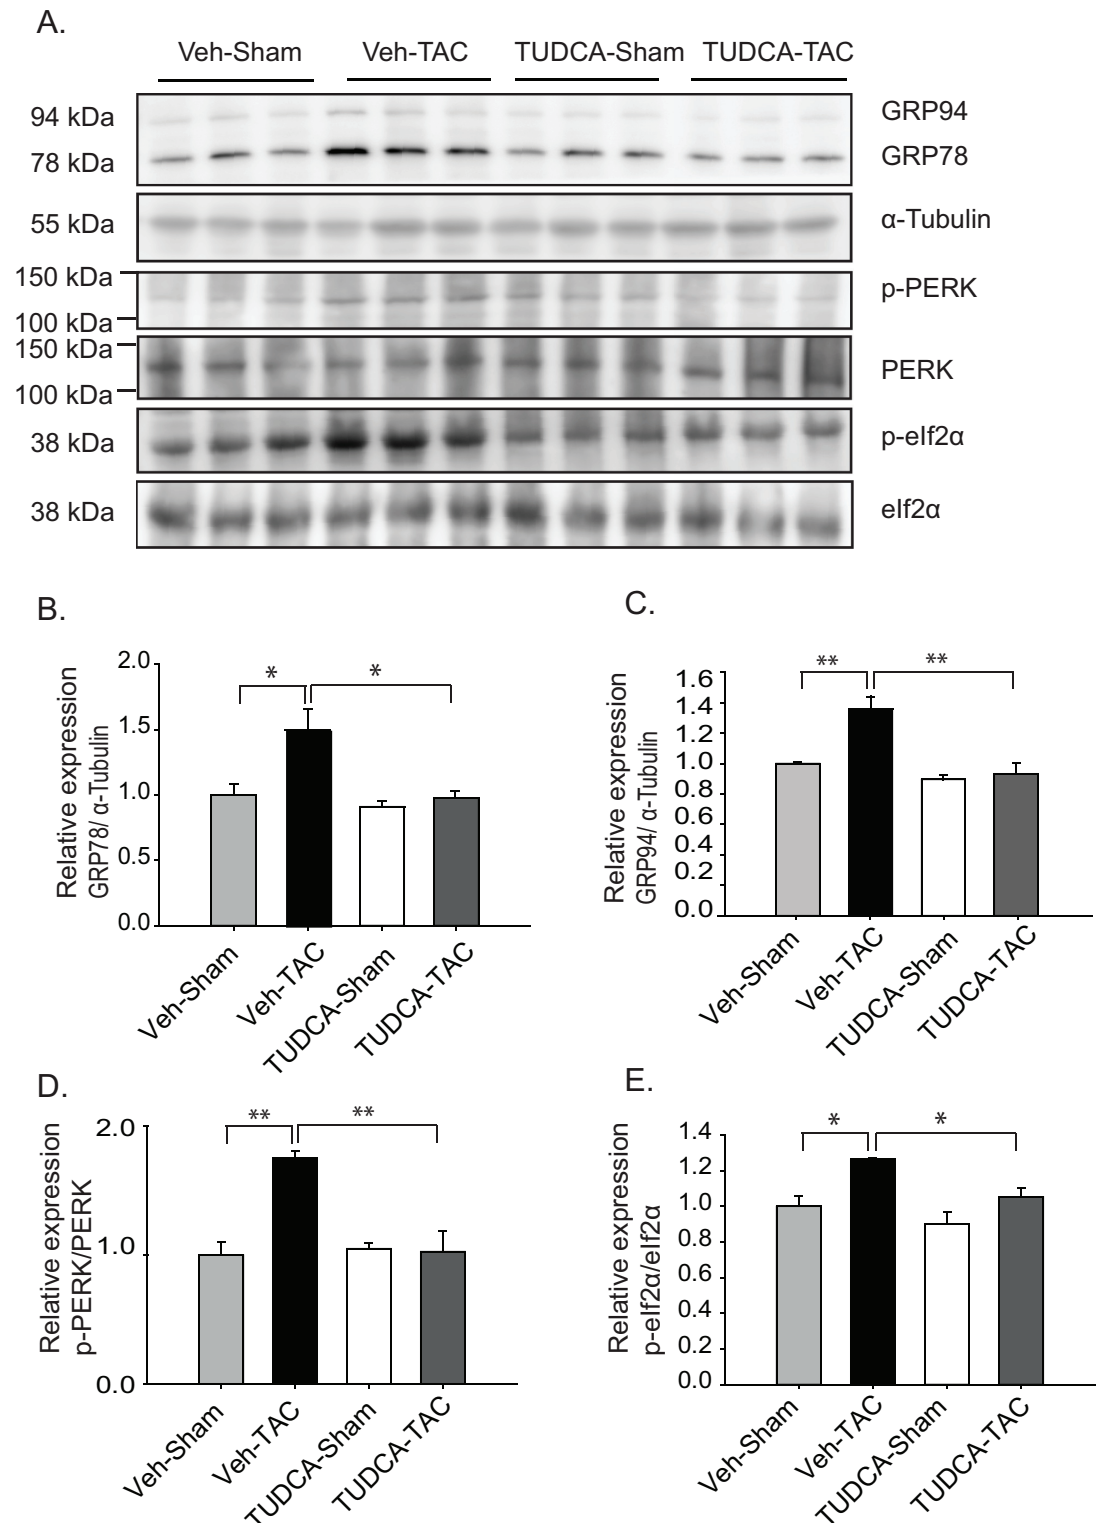 A.
Veh-Sham Veh-TAC TUDCA-Sham TUDCA-TAC
94 kDa GRP94
78 kDa GRP78
55 kDa α-Tubulin
150 kDa p-PERK
100 kDa
150 kDa PERK
100 kDa
38 kDa p-eIf2α
38 kDa eIf2α
B.
Relative expression
GRP78/ α-Tubulin
2.0
1.5
1.0
0.5
0.0
* *
Veh-Sham
Veh-TAC
TUDCA-Sham
TUDCA-TAC
C.
Relative expression
GRP94/ α-Tubulin
1.6
1.4
1.2
1.0
0.8
0.6
0.4
0.2
0.0
** **
Veh-Sham
Veh-TAC
TUDCA-Sham
TUDCA-TAC
D.
Relative expression
p-PERK/PERK
2.0
1.0
0.0
** **
Veh-Sham
Veh-TAC
TUDCA-Sham
TUDCA-TAC
E.
Relative expression
p-eIf2α/eIf2α
1.4
1.2
1.0
0.8
0.6
0.4
0.2
0.0
* *
Veh-Sham
Veh-TAC
TUDCA-Sham
TUDCA-TAC